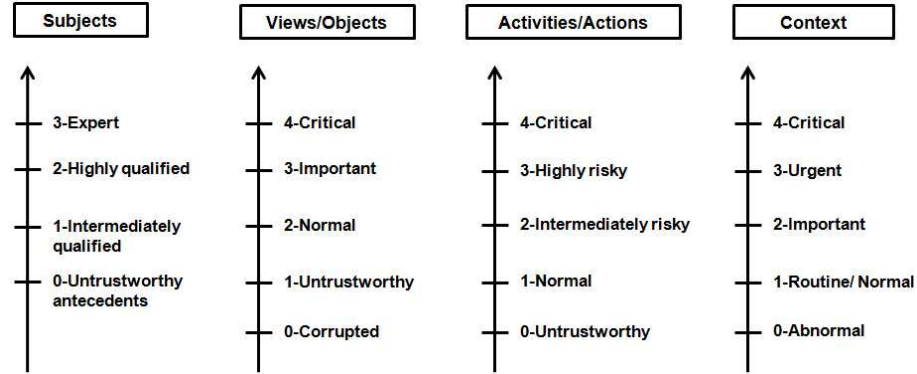 Subjects
3-Expert
2-Highly qualified
1-Intermediately
qualified
0-Untrustworthy
antecedents
Views/Objects
4-Critical
3-Important
2-Normal
1-Untrustworthy
0-Corrupted
Activities/Actions
4-Critical
3-Highly risky
2-Intermediately risky
1-Normal
0-Untrustworthy
Context
4-Critical
3-Urgent
2-Important
1-Routine/ Normal
0-Abnormal